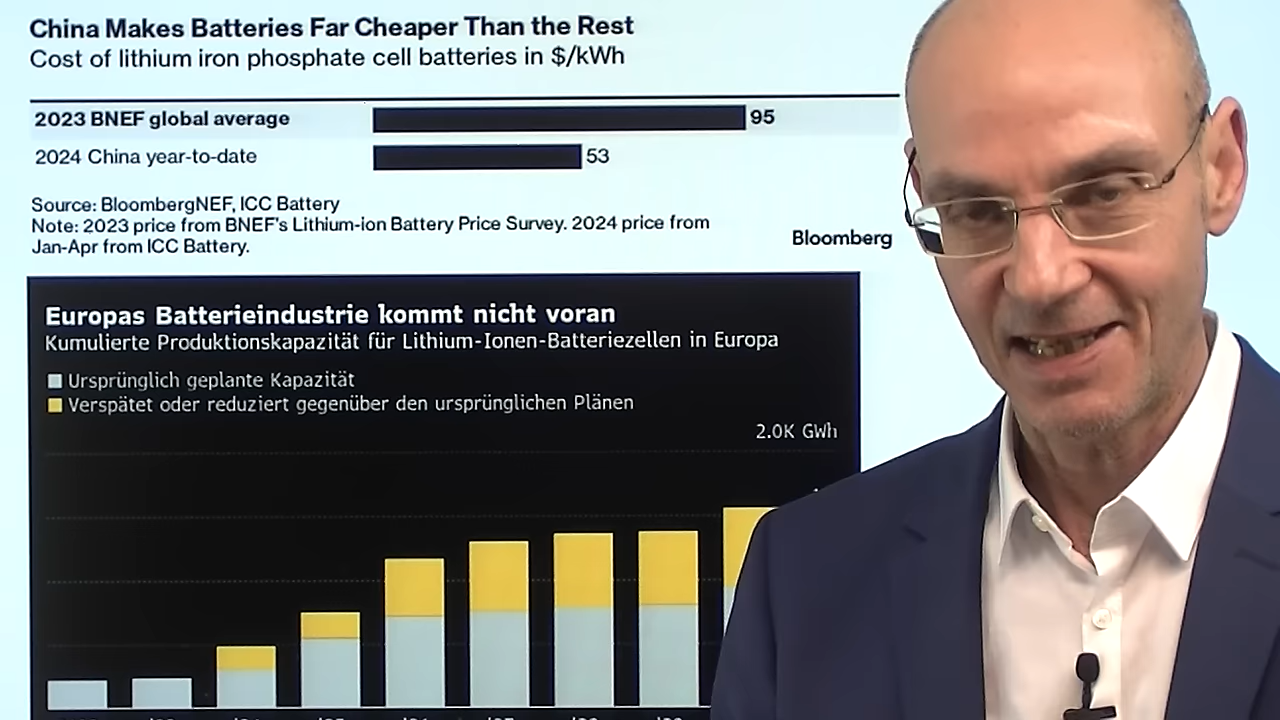 China Makes Batteries Far Cheaper Than the Rest
Cost of lithium iron phosphate cell batteries in $/kWh
2023 BNEF global average 95
2024 China year-to-date 53
Source: BloombergNEF, ICC Battery
Note: 2023 price from BNEF's Lithium-ion Battery Price Survey. 2024 price from
Jan-Apr from ICC Battery.
Bloomberg
Europas Batterieindustrie kommt nicht voran
Kumulierte Produktionskapazität für Lithium-Ionen-Batteriezellen in Europa
Ursprünglich geplante Kapazität
Verspätet oder reduziert gegenüber den ursprünglichen Plänen
2.0K GWh